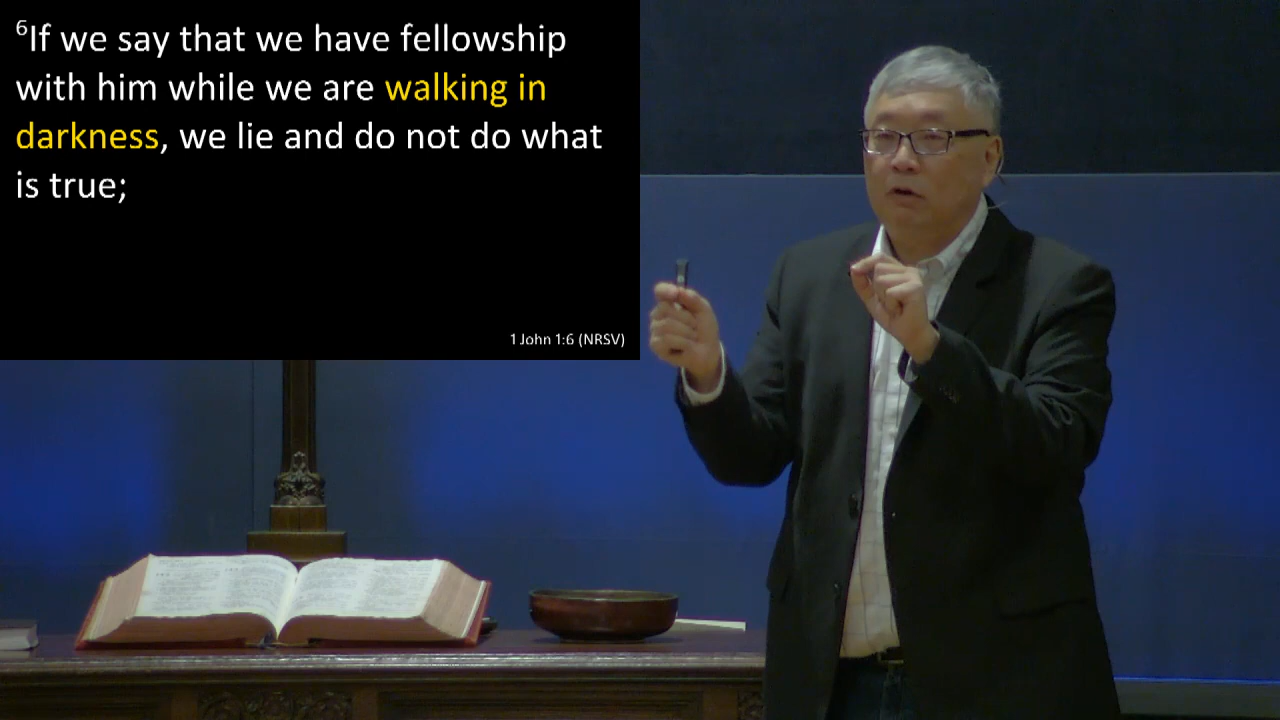 ⁶If we say that we have fellowship
with him while we are walking in
darkness, we lie and do not do what
is true;
1 John 1:6 (NRSV)